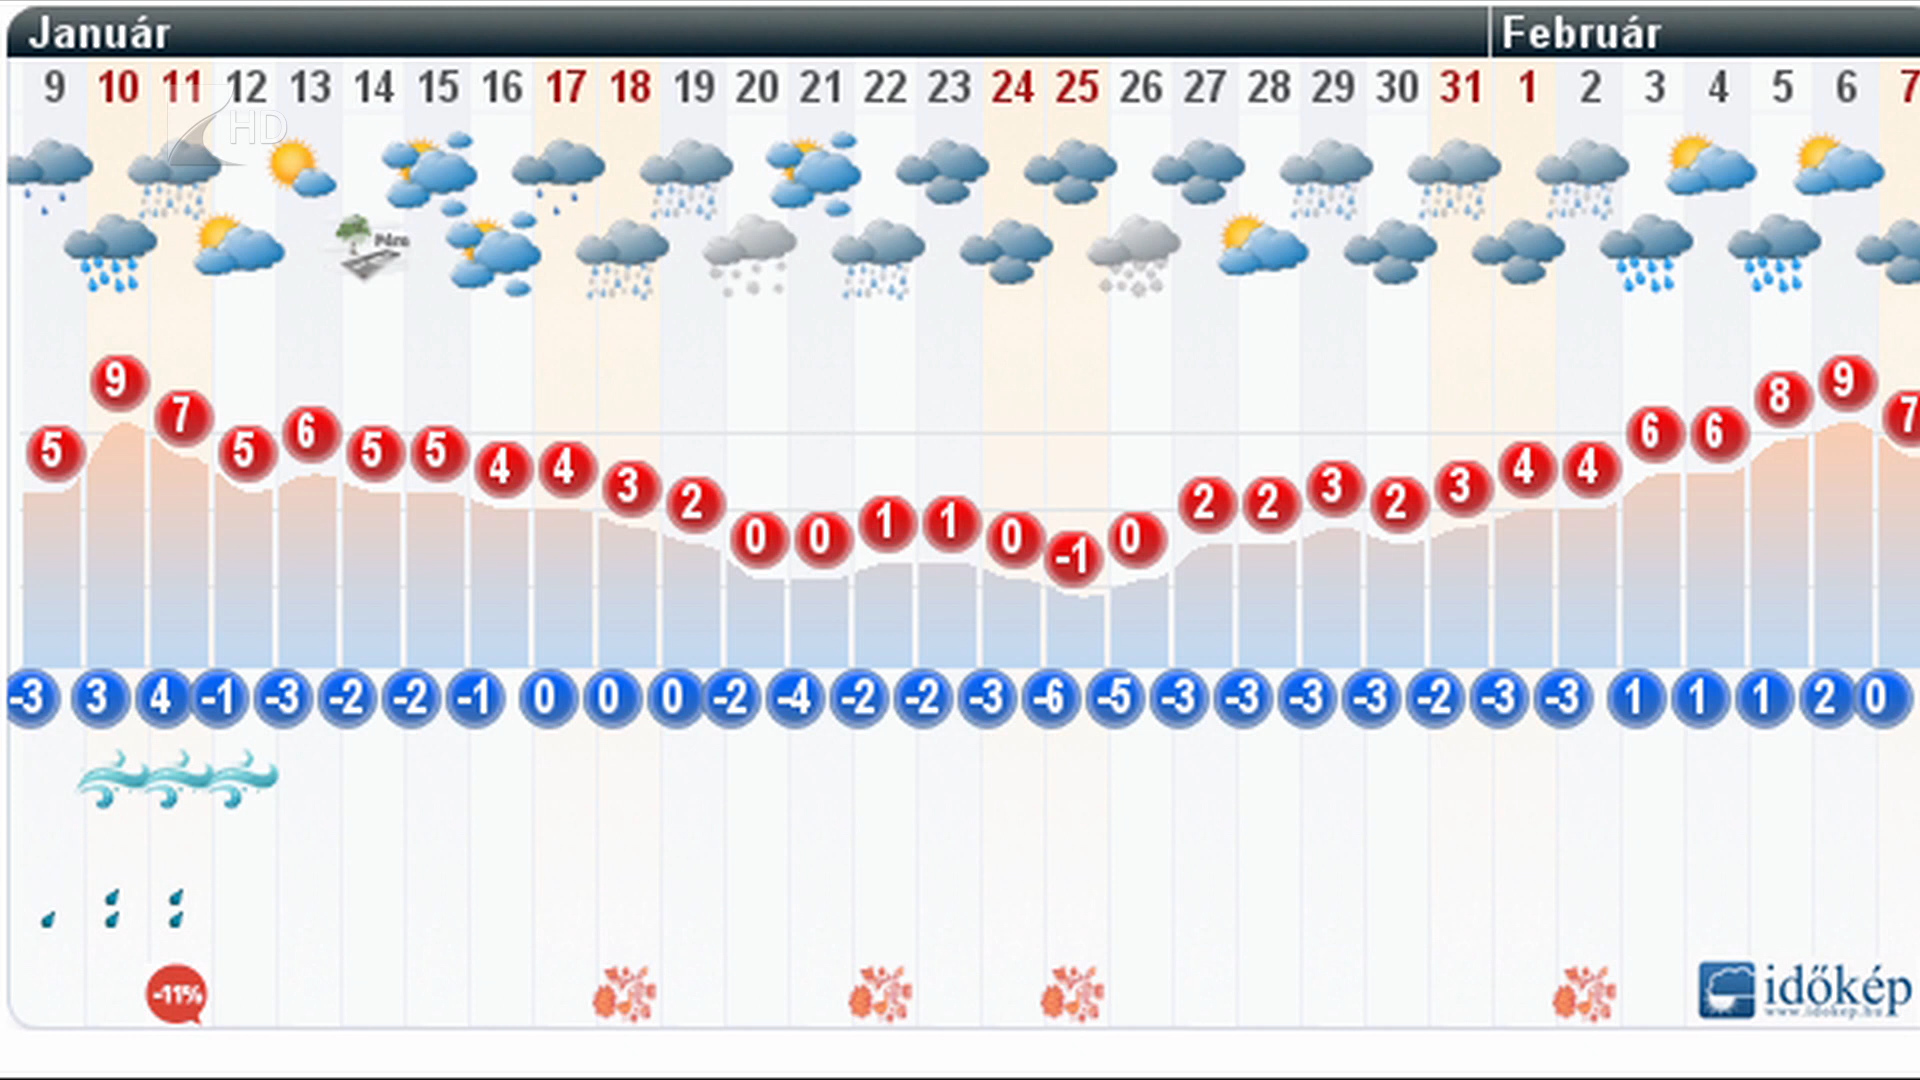 Január Február
9 10 11 12 13 14 15 16 17 18 19 20 21 22 23 24 25 26 27 28 29 30 31 1 2 3 4 5 6 7
HD
Pára
5 9 7 5 6 5 5 4 4 3 2 0 0 1 1 0 -1 0 2 2 3 2 3 4 4 6 6 8 9 7
-3 3 4 -1 -3 -2 -2 -1 0 0 0 -2 -4 -2 -2 -3 -6 -5 -3 -3 -3 -3 -2 -3 -3 1 1 1 2 0
-11%
időkép
www.idokep.hu